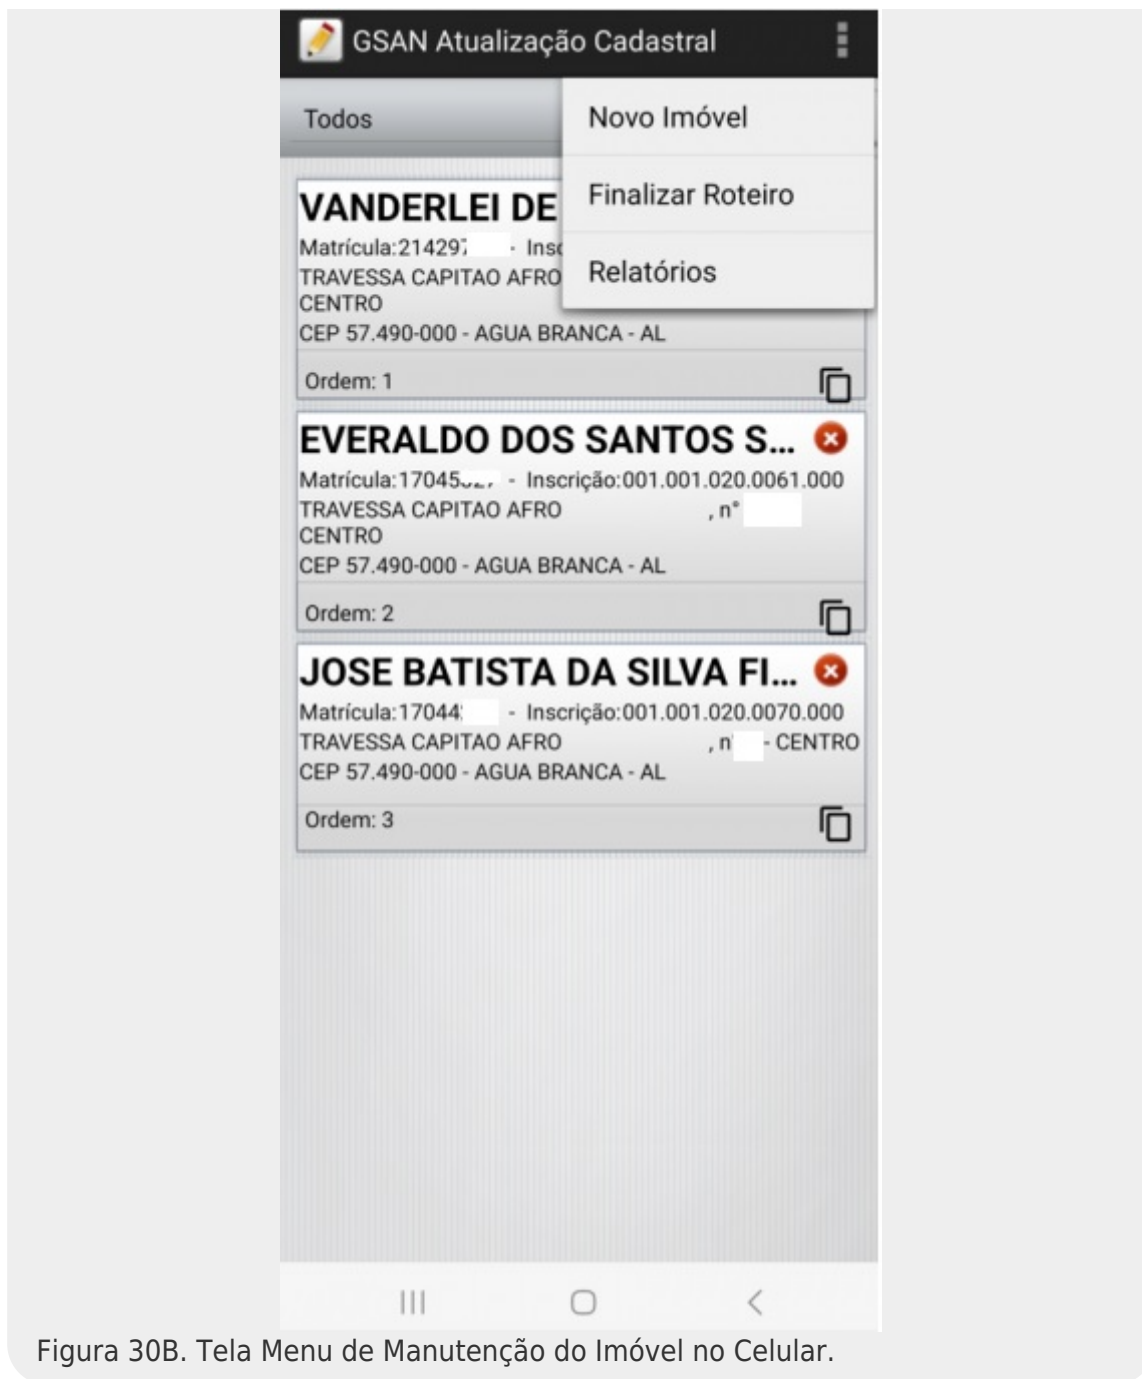 GSAN Atualização Cadastral
Todos
Novo Imóvel
Finalizar Roteiro
Relatórios
VANDERLEI DE
Matrícula:21429
TRAVESSA CAPITAO AFRO
CENTRO
CEP 57.490-000 - AGUA BRANCA - AL
Ordem: 1
EVERALDO DOS SANTOS S...
Matrícula:17045 - Inscrição:001.001.020.0061.000
TRAVESSA CAPITAO AFRO , n°
CENTRO
CEP 57.490-000 - AGUA BRANCA - AL
Ordem: 2
JOSE BATISTA DA SILVA FI...
Matrícula:17044 - Inscrição:001.001.020.0070.000
TRAVESSA CAPITAO AFRO , n - CENTRO
CEP 57.490-000 - AGUA BRANCA - AL
Ordem: 3
Figura 30B. Tela Menu de Manutenção do Imóvel no Celular.